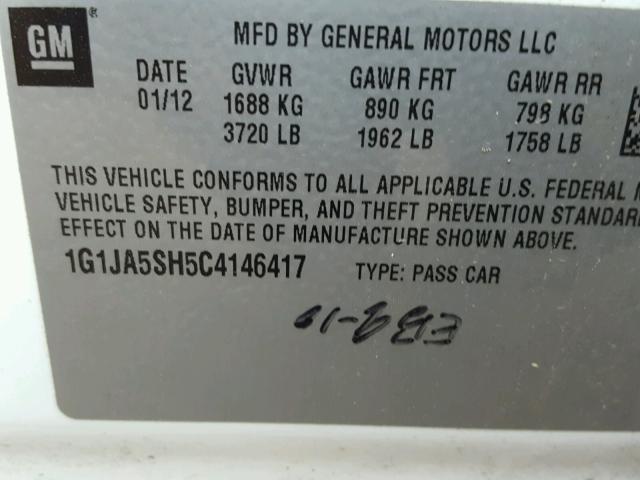 GM
MFD BY GENERAL MOTORS LLC
DATE GVWR GAWR FRT GAWR RR
01/12 1688 KG 890 KG 798 KG
3720 LB 1962 LB 1758 LB
THIS VEHICLE CONFORMS TO ALL APPLICABLE U.S. FEDERAL M
VEHICLE SAFETY, BUMPER, AND THEFT PREVENTION STANDARD
EFFECT ON THE DATE OF MANUFACTURE SHOWN ABOVE.
1G1JA5SH5C4146417 TYPE: PASS CAR